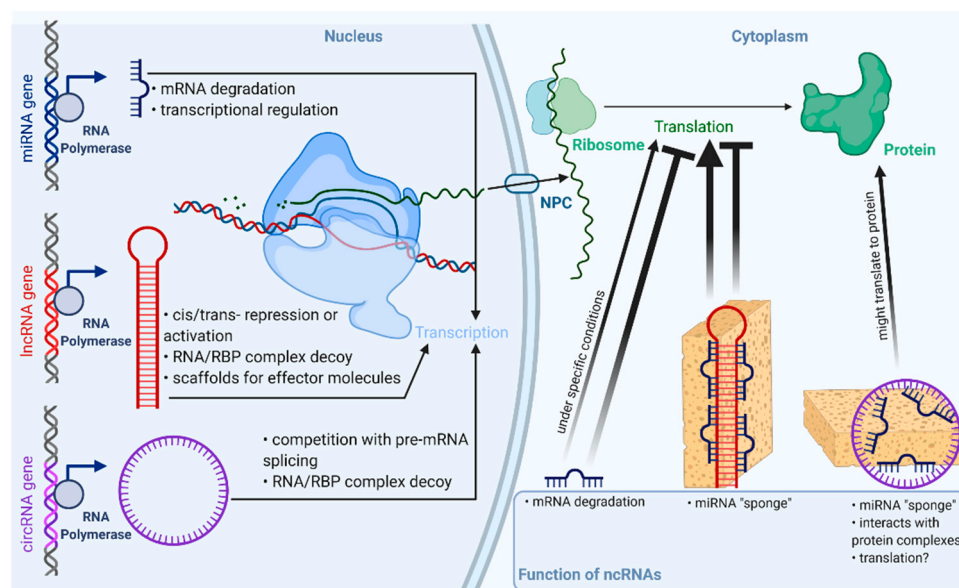 Nucleus
Cytoplasm
miRNA gene
RNA
Polymerase
• mRNA degradation
• transcriptional regulation
lncRNA gene
RNA
Polymerase
• cis/trans- repression or
activation
• RNA/RBP complex decoy
• scaffolds for effector molecules
Transcription
circRNA gene
RNA
Polymerase
• competition with pre-mRNA
splicing
• RNA/RBP complex decoy
NPC
Ribosome
Translation
Protein
under specific conditions
might translate to protein
• mRNA degradation
• miRNA "sponge"
• miRNA "sponge"
• interacts with
protein complexes
• translation?
Function of ncRNAs